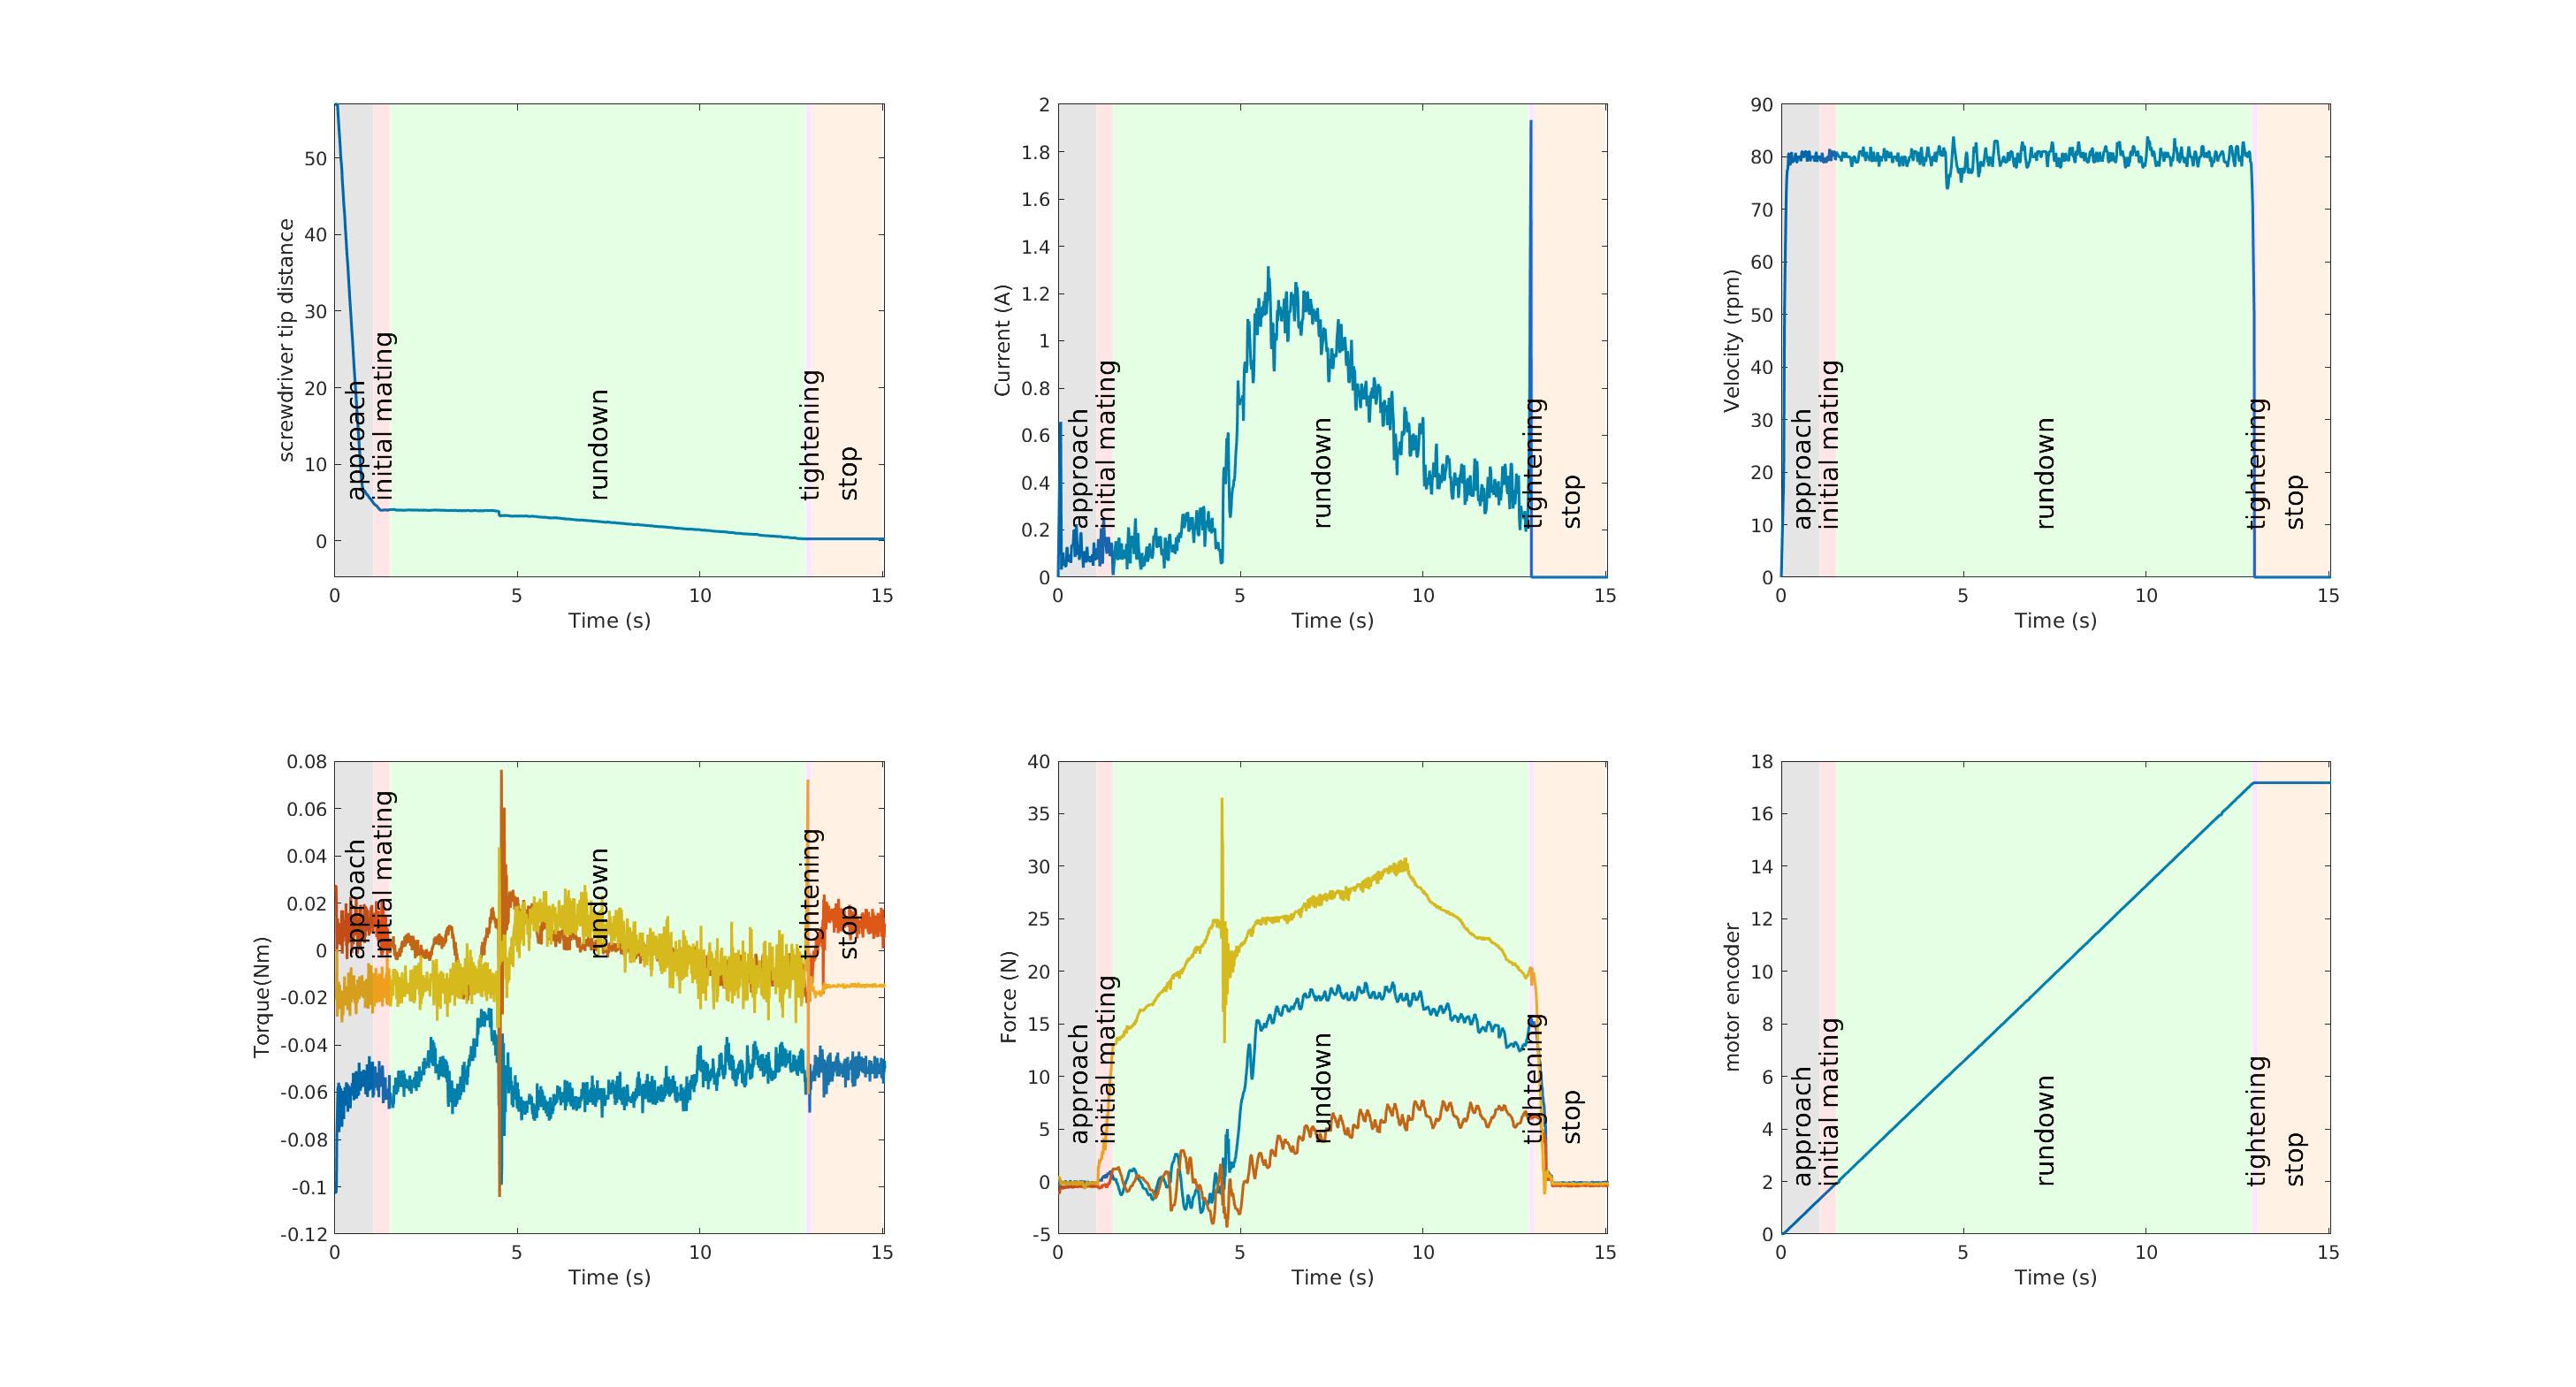 50
40
30
20
10
0
screwdriver tip distance
approach
initial mating
rundown
tightening
stop
0 5 10 15
Time (s)
2
1.8
1.6
1.4
1.2
1
0.8
0.6
0.4
0.2
0
Current (A)
approach
initial mating
rundown
tightening
stop
0 5 10 15
Time (s)
90
80
70
60
50
40
30
20
10
0
Velocity (rpm)
approach
initial mating
rundown
tightening
stop
0 5 10 15
Time (s)
0.08
0.06
0.04
0.02
0
-0.02
-0.04
-0.06
-0.08
-0.1
-0.12
Torque(Nm)
approach
initial mating
rundown
tightening
stop
0 5 10 15
Time (s)
40
35
30
25
20
15
10
5
0
-5
Force (N)
approach
initial mating
rundown
tightening
stop
0 5 10 15
Time (s)
18
16
14
12
10
8
6
4
2
0
motor encoder
approach
initial mating
rundown
tightening
stop
0 5 10 15
Time (s)